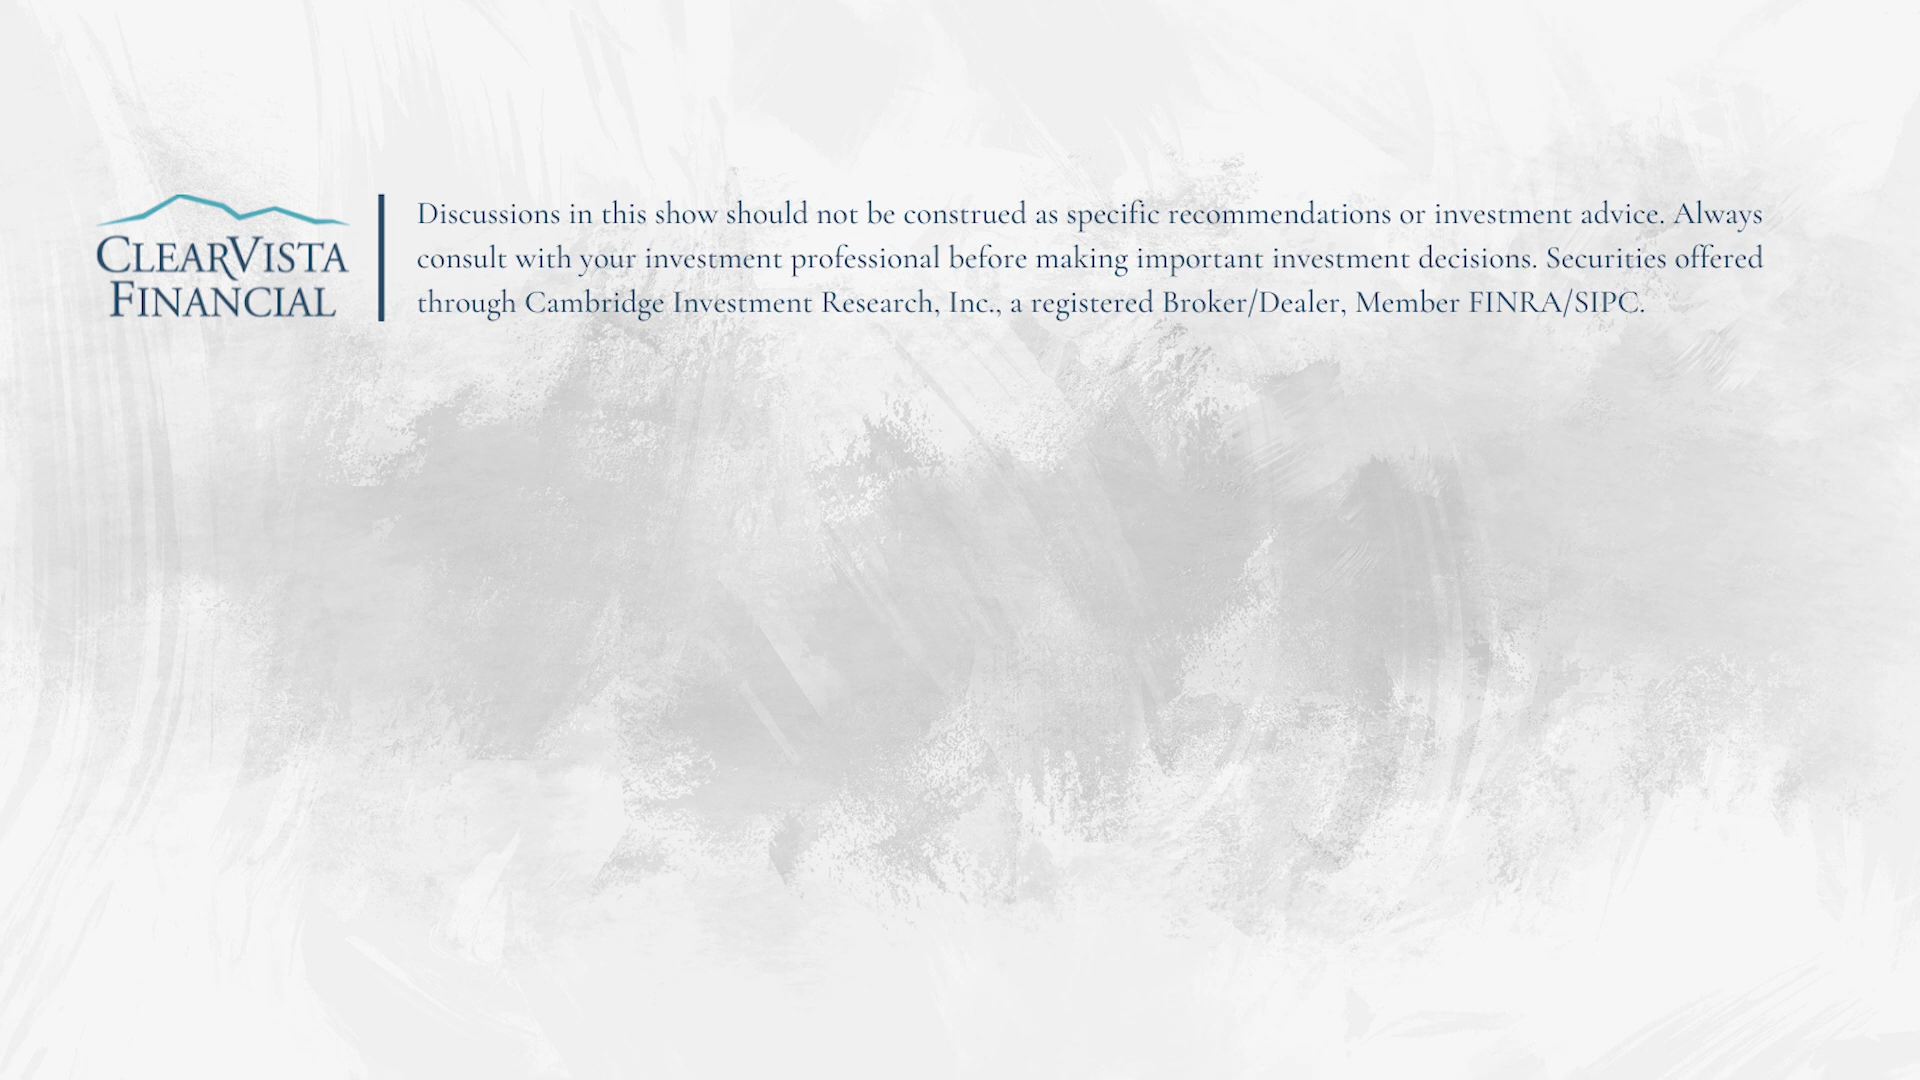 CLEARVISTA
FINANCIAL
Discussions in this show should not be construed as specific recommendations or investment advice. Always
consult with your investment professional before making important investment decisions. Securities offered
through Cambridge Investment Research, Inc., a registered Broker/Dealer, Member FINRA/SIPC.